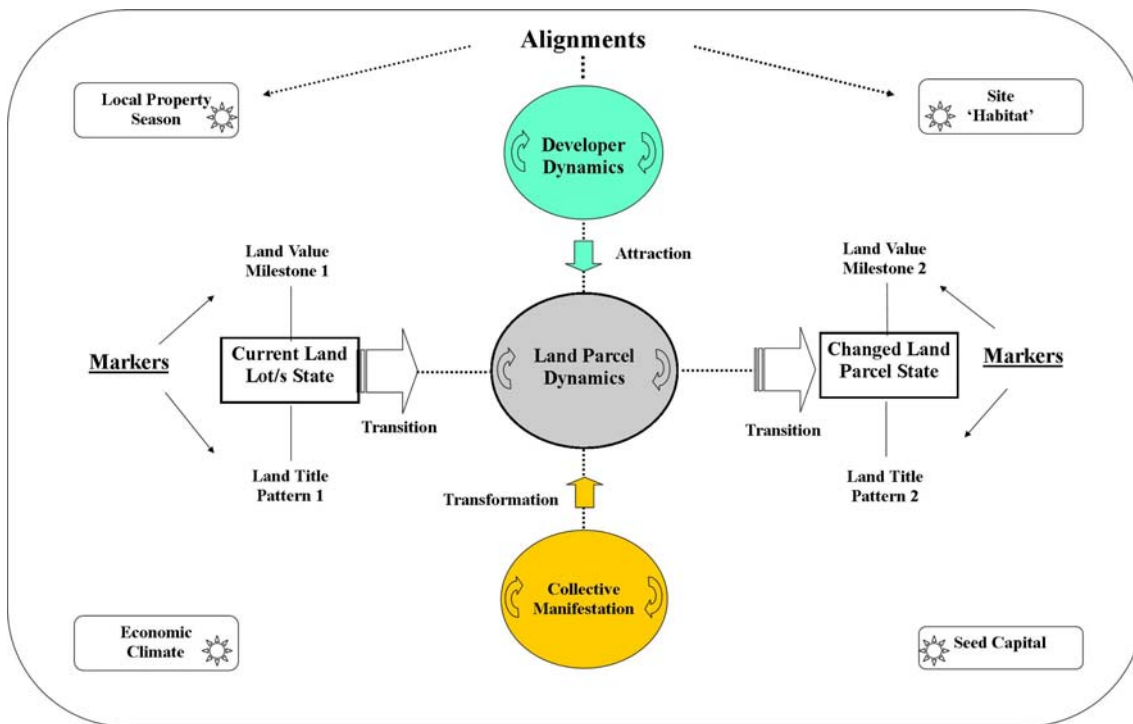 Alignments
Local Property
Season
Site
‘Habitat’
Developer
Dynamics
Attraction
Land Value
Milestone 1
Land Value
Milestone 2
Markers
Current Land
Lot/s State
Transition
Land Parcel
Dynamics
Transition
Changed Land
Parcel State
Markers
Land Title
Pattern 1
Land Title
Pattern 2
Transformation
Collective
Manifestation
Economic
Climate
Seed Capital